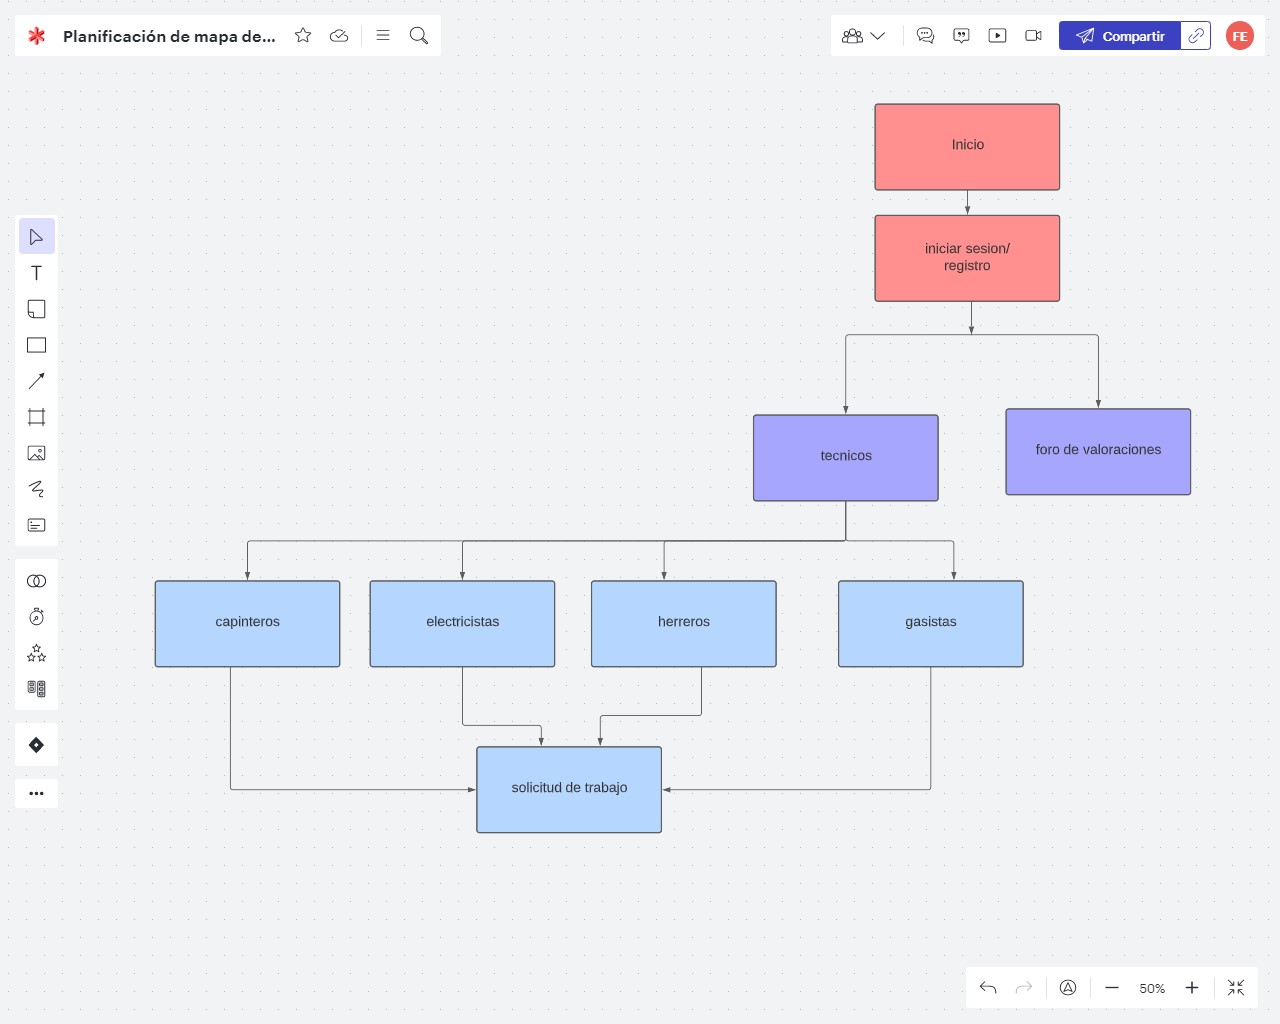 Planificación de mapa de...
Compartir
FE
Inicio
iniciar sesion/
registro
tecnicos
foro de valoraciones
capinteros
electricistas
herreros
gasistas
solicitud de trabajo
50%